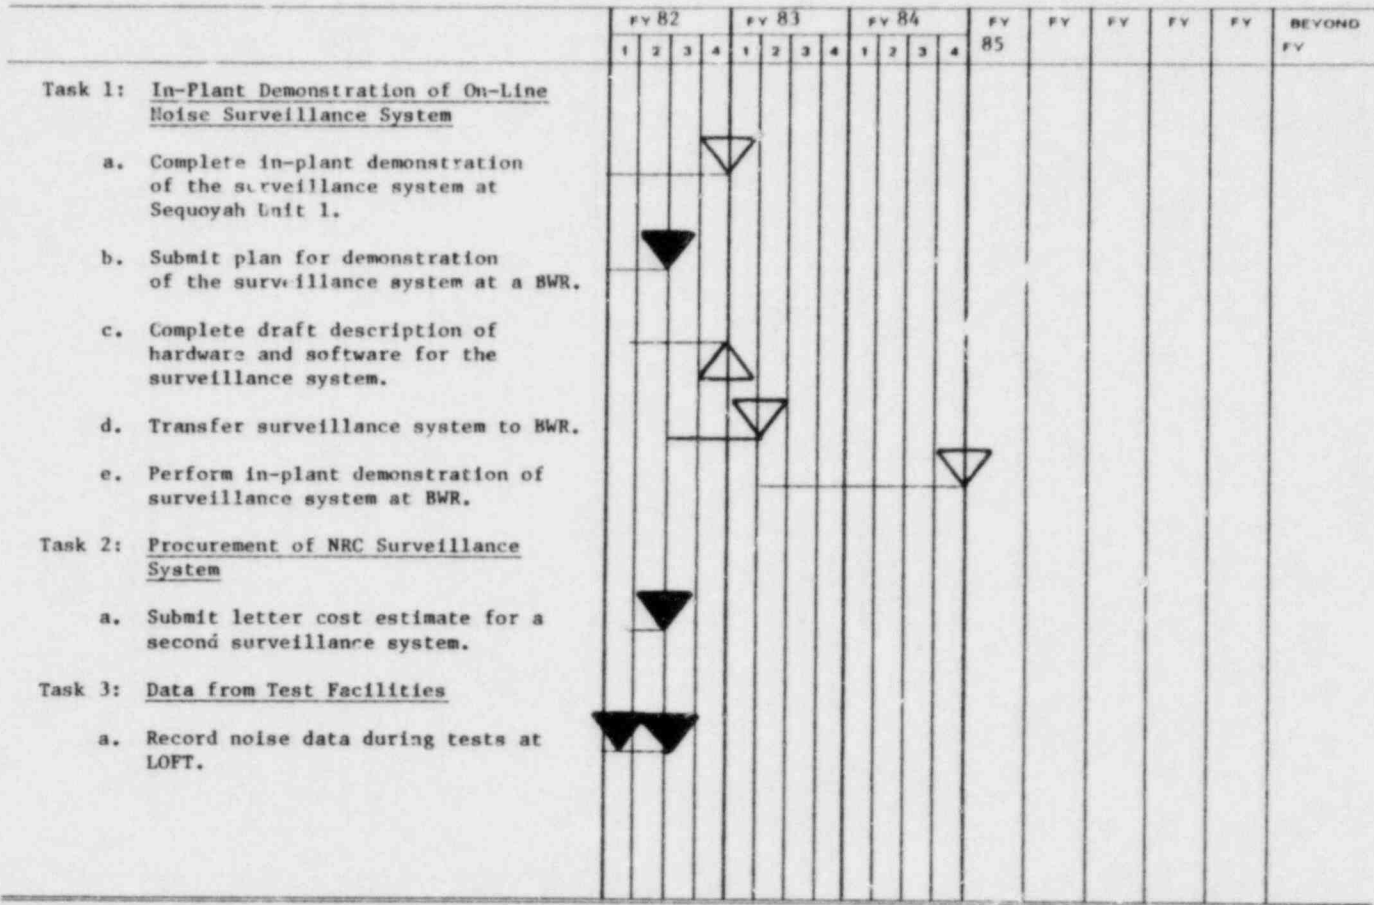 FY 82 FY 83 FY 84 FY FY FY FY FY BEYOND
1 2 3 4 1 2 3 4 1 2 3 4 85 FY
Task 1: In-Plant Demonstration of On-Line
Noise Surveillance System
a. Complete in-plant demonstration
of the surveillance system at
Sequoyah Unit 1.
b. Submit plan for demonstration
of the surveillance system at a BWR.
c. Complete draft description of
hardware and software for the
surveillance system.
d. Transfer surveillance system to BWR.
e. Perform in-plant demonstration of
surveillance system at BWR.
Task 2: Procurement of NRC Surveillance
System
a. Submit letter cost estimate for a
second surveillance system.
Task 3: Data from Test Facilities
a. Record noise data during tests at
LOFT.